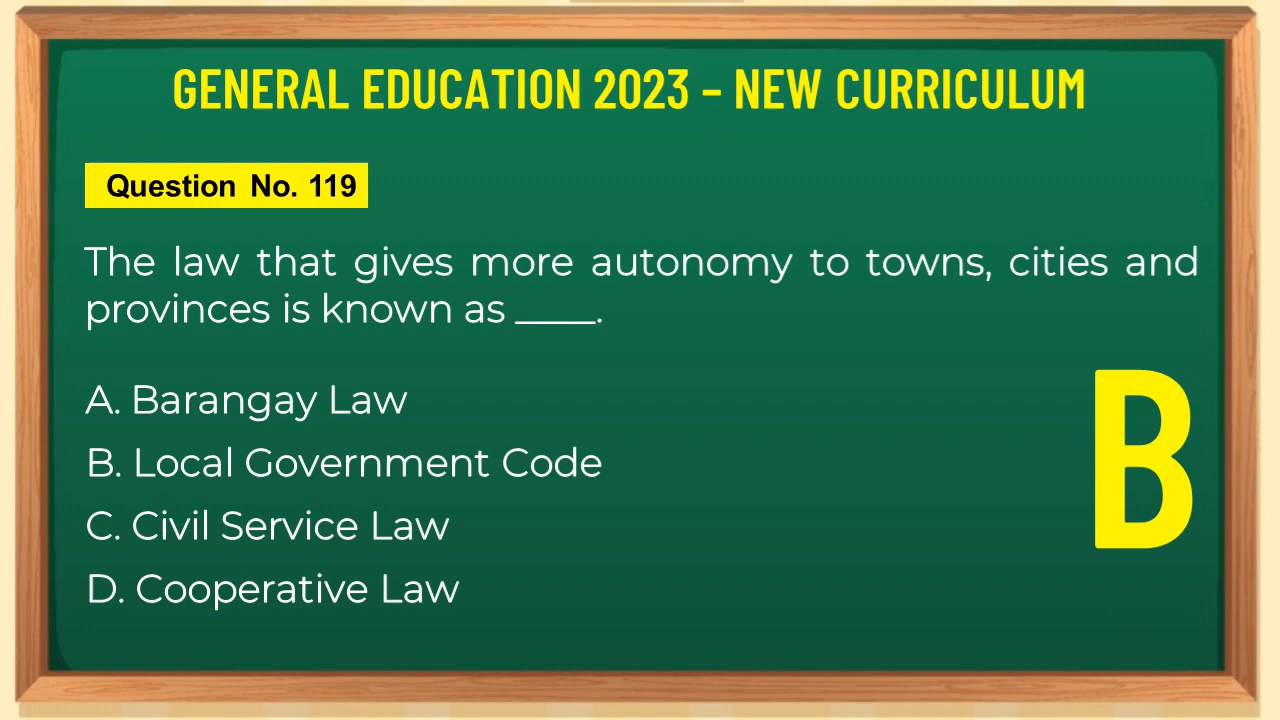 GENERAL EDUCATION 2023 – NEW CURRICULUM
Question No. 119
The law that gives more autonomy to towns, cities and
provinces is known as ____.
A. Barangay Law
B. Local Government Code
C. Civil Service Law
D. Cooperative Law
B